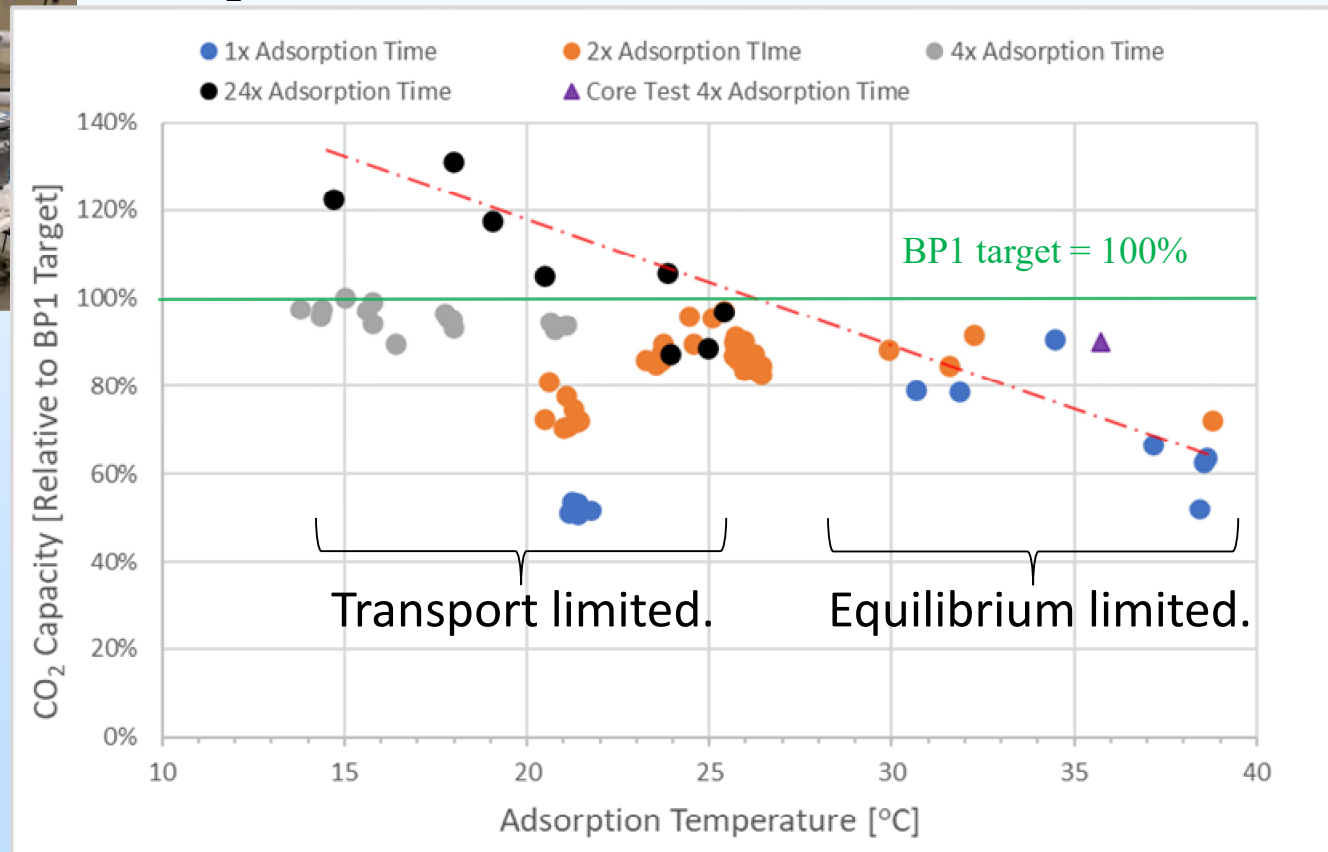 1x Adsorption Time
2x Adsorption TIme
4x Adsorption Time
24x Adsorption Time
Core Test 4x Adsorption Time
140%
120%
100%
80%
60%
40%
20%
0%
CO₂ Capacity [Relative to BP1 Target]
BP1 target = 100%
Transport limited.
Equilibrium limited.
10
15
20
25
30
35
40
Adsorption Temperature [°C]